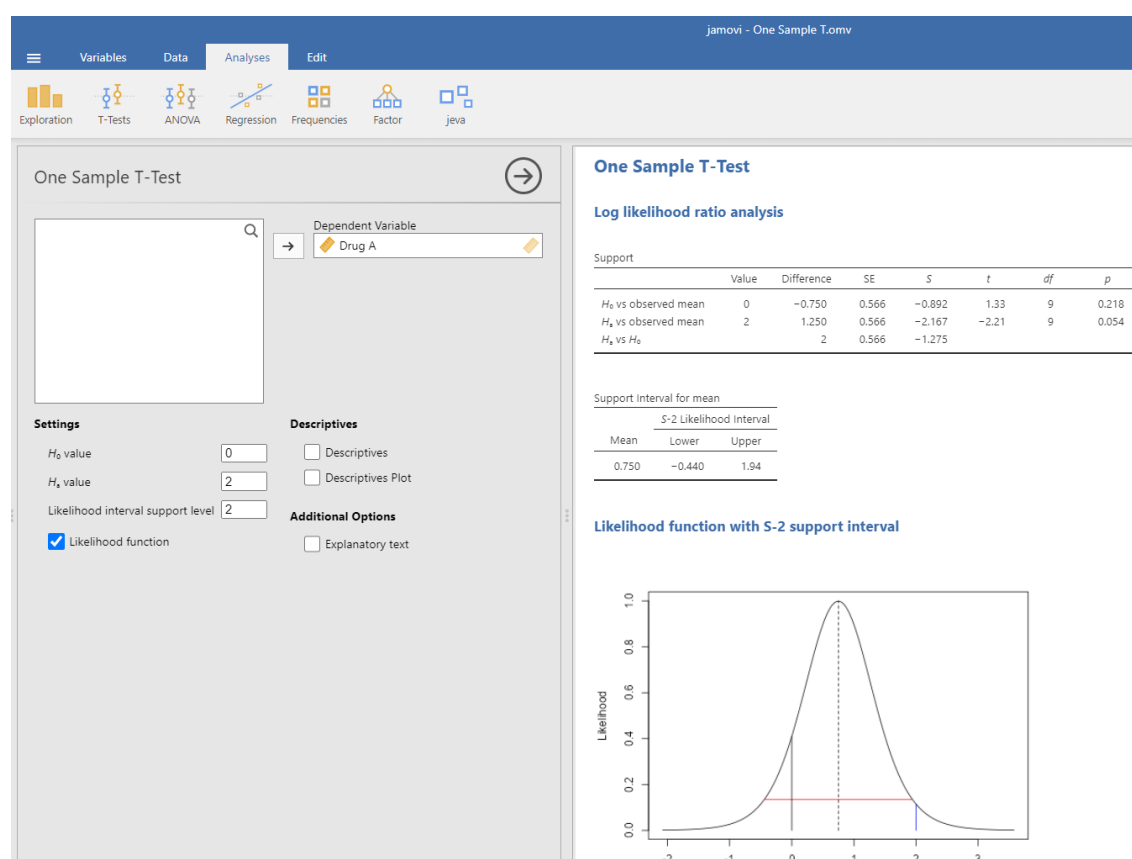 jamovi - One Sample T.omv
Variables Data Analyses Edit
Exploration T-Tests ANOVA Regression Frequencies Factor jeva
One Sample T-Test
Dependent Variable
Drug A
Settings
H₀ value 0
Hₐ value 2
Likelihood interval support level 2
Likelihood function
Descriptives
Descriptives
Descriptives Plot
Additional Options
Explanatory text
One Sample T-Test
Log likelihood ratio analysis
Support
Value Difference SE S t df p
H₀ vs observed mean 0 −0.750 0.566 −0.892 1.33 9 0.218
Hₐ vs observed mean 2 1.250 0.566 −2.167 −2.21 9 0.054
Hₐ vs H₀ 2 0.566 −1.275
Support Interval for mean
S-2 Likelihood Interval
Mean Lower Upper
0.750 −0.440 1.94
Likelihood function with S-2 support interval
Likelihood
1.0
0.8
0.6
0.4
0.2
0.0
-2 -1 0 1 2 3